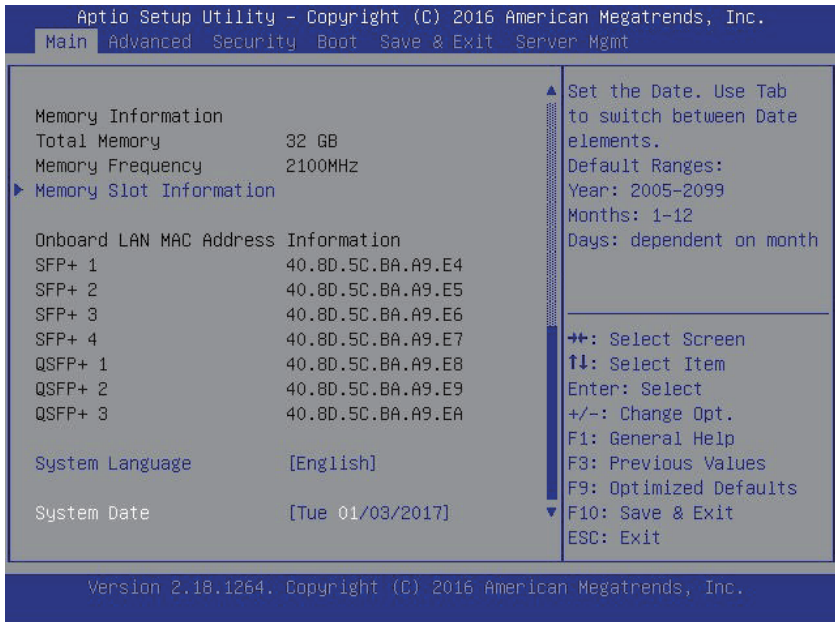 Aptio Setup Utility – Copyright (C) 2016 American Megatrends, Inc.
Main Advanced Security Boot Save & Exit Server Mgmt
Memory Information
Total Memory 32 GB
Memory Frequency 2100MHz
Memory Slot Information
Onboard LAN MAC Address Information
SFP+ 1 40.8D.5C.BA.A9.E4
SFP+ 2 40.8D.5C.BA.A9.E5
SFP+ 3 40.8D.5C.BA.A9.E6
SFP+ 4 40.8D.5C.BA.A9.E7
QSFP+ 1 40.8D.5C.BA.A9.E8
QSFP+ 2 40.8D.5C.BA.A9.E9
QSFP+ 3 40.8D.5C.BA.A9.EA
System Language [English]
System Date [Tue 01/03/2017]
Set the Date. Use Tab
to switch between Date
elements.
Default Ranges:
Year: 2005-2099
Months: 1-12
Days: dependent on month
→←: Select Screen
↑↓: Select Item
Enter: Select
+/-: Change Opt.
F1: General Help
F3: Previous Values
F9: Optimized Defaults
F10: Save & Exit
ESC: Exit
Version 2.18.1264. Copyright (C) 2016 American Megatrends, Inc.